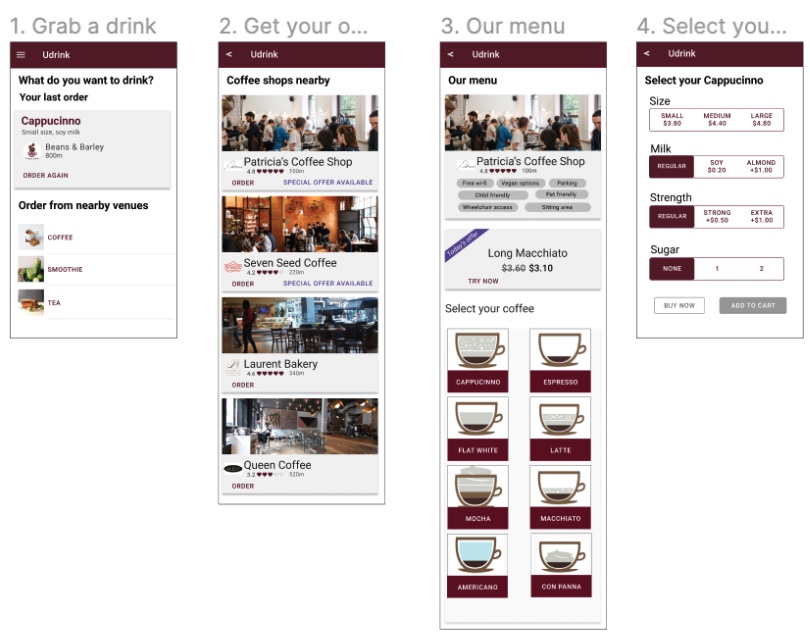 1. Grab a drink
Udrink
What do you want to drink?
Your last order
Cappucinno
Small size, soy milk
Beans & Barley
800m
ORDER AGAIN
Order from nearby venues
COFFEE
SMOOTHIE
TEA
2. Get your o...
< Udrink
Coffee shops nearby
Patricia's Coffee Shop
4.8 100m
ORDER SPECIAL OFFER AVAILABLE
Seven Seed Coffee
4.2 220m
ORDER SPECIAL OFFER AVAILABLE
Laurent Bakery
4.6 340m
ORDER
Queen Coffee
3.2 520m
ORDER
3. Our menu
< Udrink
Our menu
Patricia's Coffee Shop
4.8 100m
Free wi-fi Vegan options Parking
Child friendly Pet friendly
Wheelchair access Sitting area
Today's offer
Long Macchiato
$3.60 $3.10
TRY NOW
Select your coffee
CAPPUCINNO ESPRESSO
FLAT WHITE LATTE
MOCHA MACCHIATO
AMERICANO CON PANNA
4. Select you...
< Udrink
Select your Cappucinno
Size
SMALL MEDIUM LARGE
$3.80 $4.40 $4.80
Milk
REGULAR SOY ALMOND
$0.20 +$1.00
Strength
REGULAR STRONG EXTRA
+$0.50 +$1.00
Sugar
NONE 1 2
BUY NOW ADD TO CART